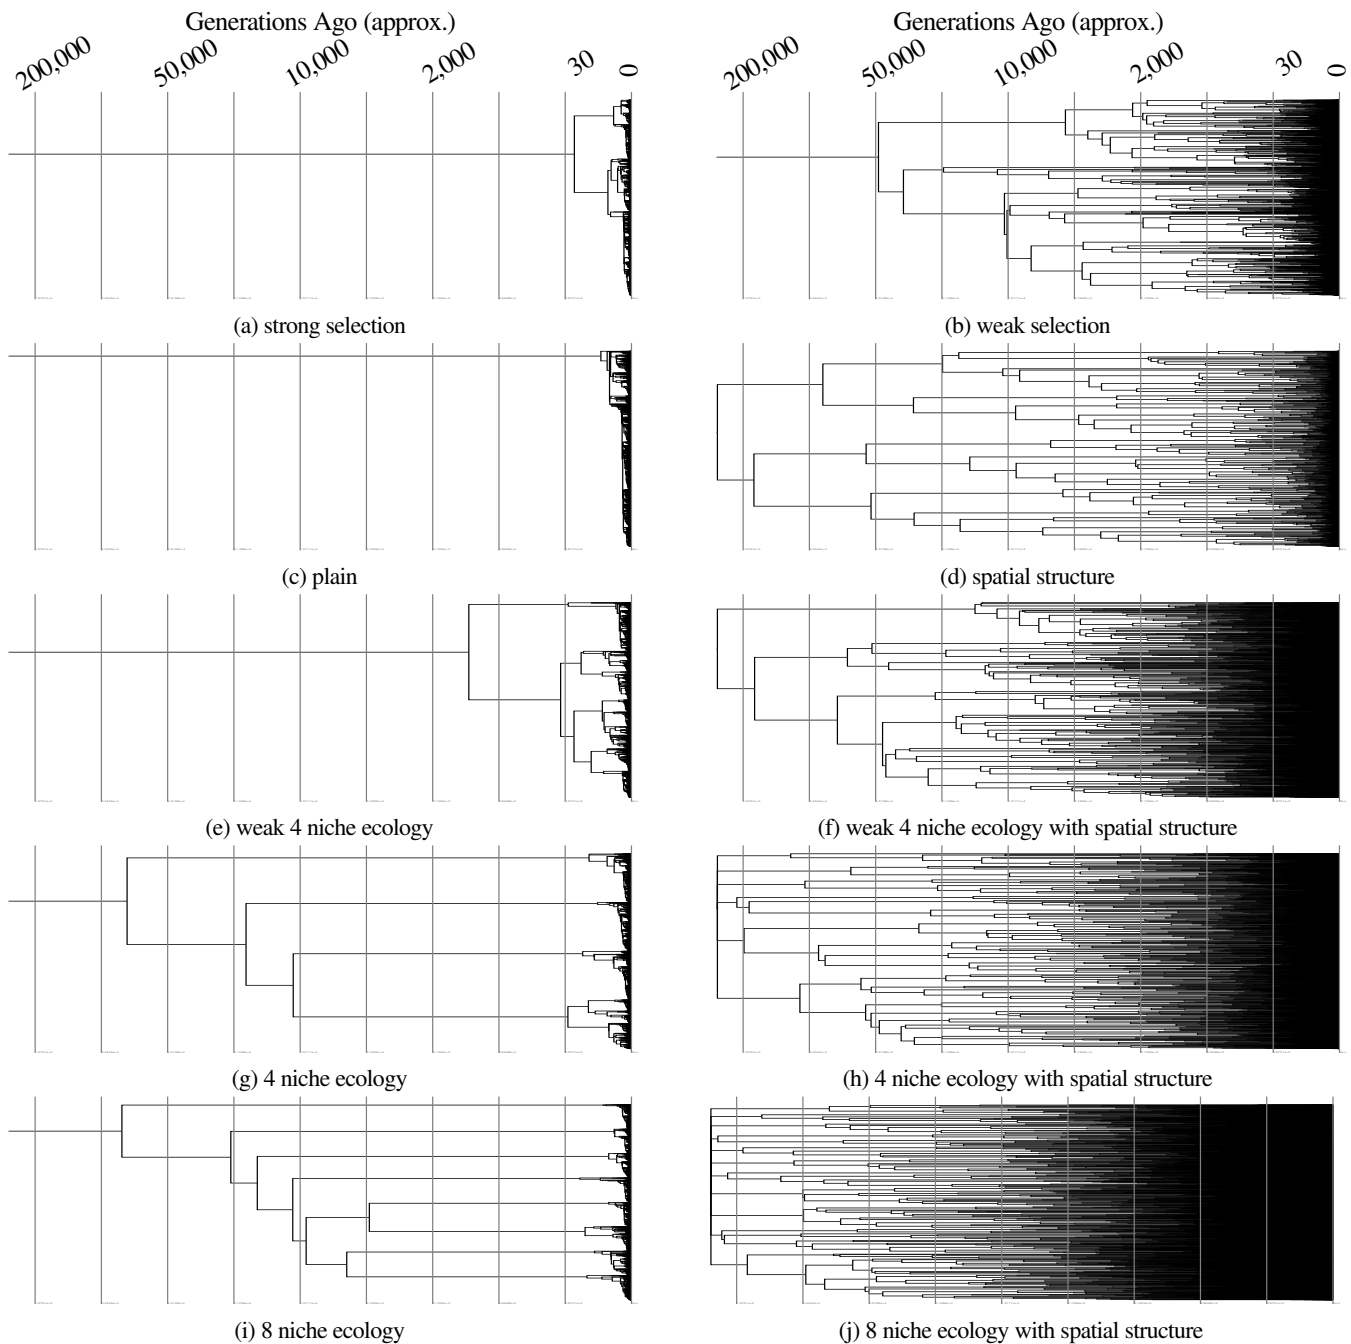 Generations Ago (approx.)
Generations Ago (approx.)
200,000 50,000 10,000 2,000 30 0
200,000 50,000 10,000 2,000 30 0
(a) strong selection
(b) weak selection
(c) plain
(d) spatial structure
(e) weak 4 niche ecology
(f) weak 4 niche ecology with spatial structure
(g) 4 niche ecology
(h) 4 niche ecology with spatial structure
(i) 8 niche ecology
(j) 8 niche ecology with spatial structure